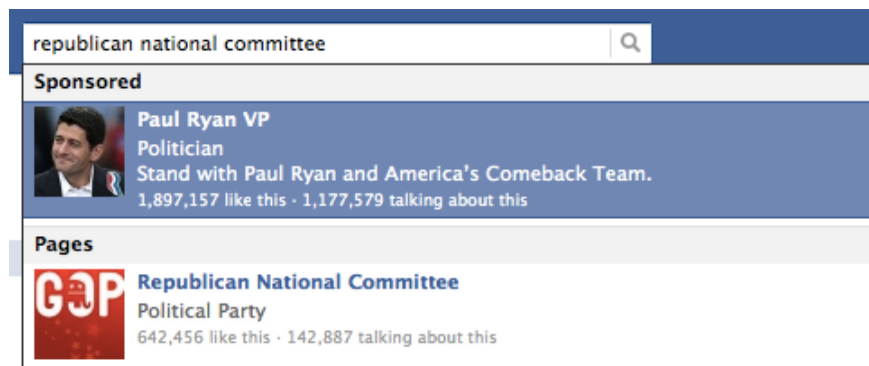 republican national committee
Sponsored
Paul Ryan VP
Politician
Stand with Paul Ryan and America's Comeback Team.
1,897,157 like this · 1,177,579 talking about this
Pages
GOP
Republican National Committee
Political Party
642,456 like this · 142,887 talking about this